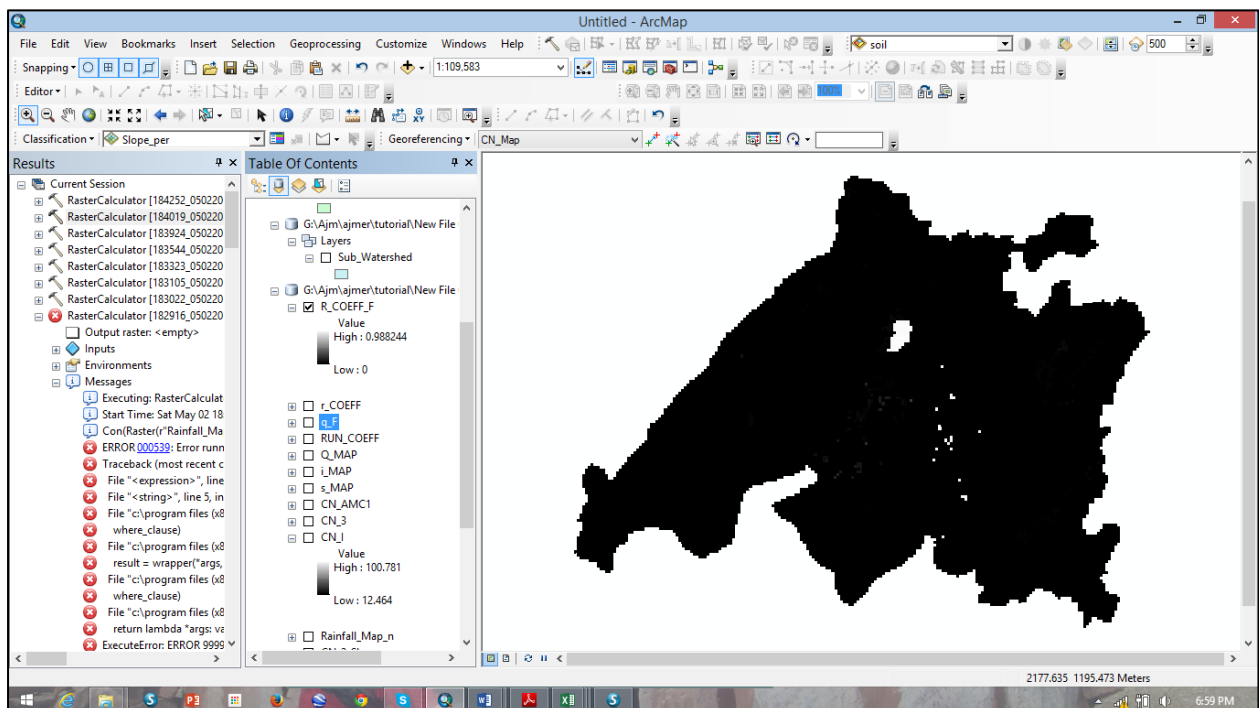 Untitled - ArcMap
File Edit View Bookmarks Insert Selection Geoprocessing Customize Windows Help
soil
500
Snapping
1:109,583
Editor
100%
Classification
Slope_per
Georeferencing
CN_Map
Results
Current Session
RasterCalculator [184252_050220
RasterCalculator [184019_050220
RasterCalculator [183924_050220
RasterCalculator [183544_050220
RasterCalculator [183323_050220
RasterCalculator [183105_050220
RasterCalculator [183022_050220
RasterCalculator [182916_050220
Output raster: <empty>
Inputs
Environments
Messages
Executing: RasterCalculat
Start Time: Sat May 02 18
Con(Raster(r"Rainfall_Ma
ERROR 000539: Error runn
Traceback (most recent c
File "<expression>", line
File "<string>", line 5, in
File "c:\program files (x8
where_clause)
File "c:\program files (x8
result = wrapper(*args,
File "c:\program files (x8
where_clause)
File "c:\program files (x8
return lambda *args: va
ExecuteError: ERROR 9999
Table Of Contents
G:\Ajm\ajmer\tutorial\New File
Layers
Sub_Watershed
G:\Ajm\ajmer\tutorial\New File
R_COEFF_F
Value
High : 0.988244
Low : 0
r_COEFF
q_F
RUN_COEFF
Q_MAP
i_MAP
s_MAP
CN_AMC1
CN_3
CN_I
Value
High : 100.781
Low : 12.464
Rainfall_Map_n
2177.635 1195.473 Meters
6:59 PM